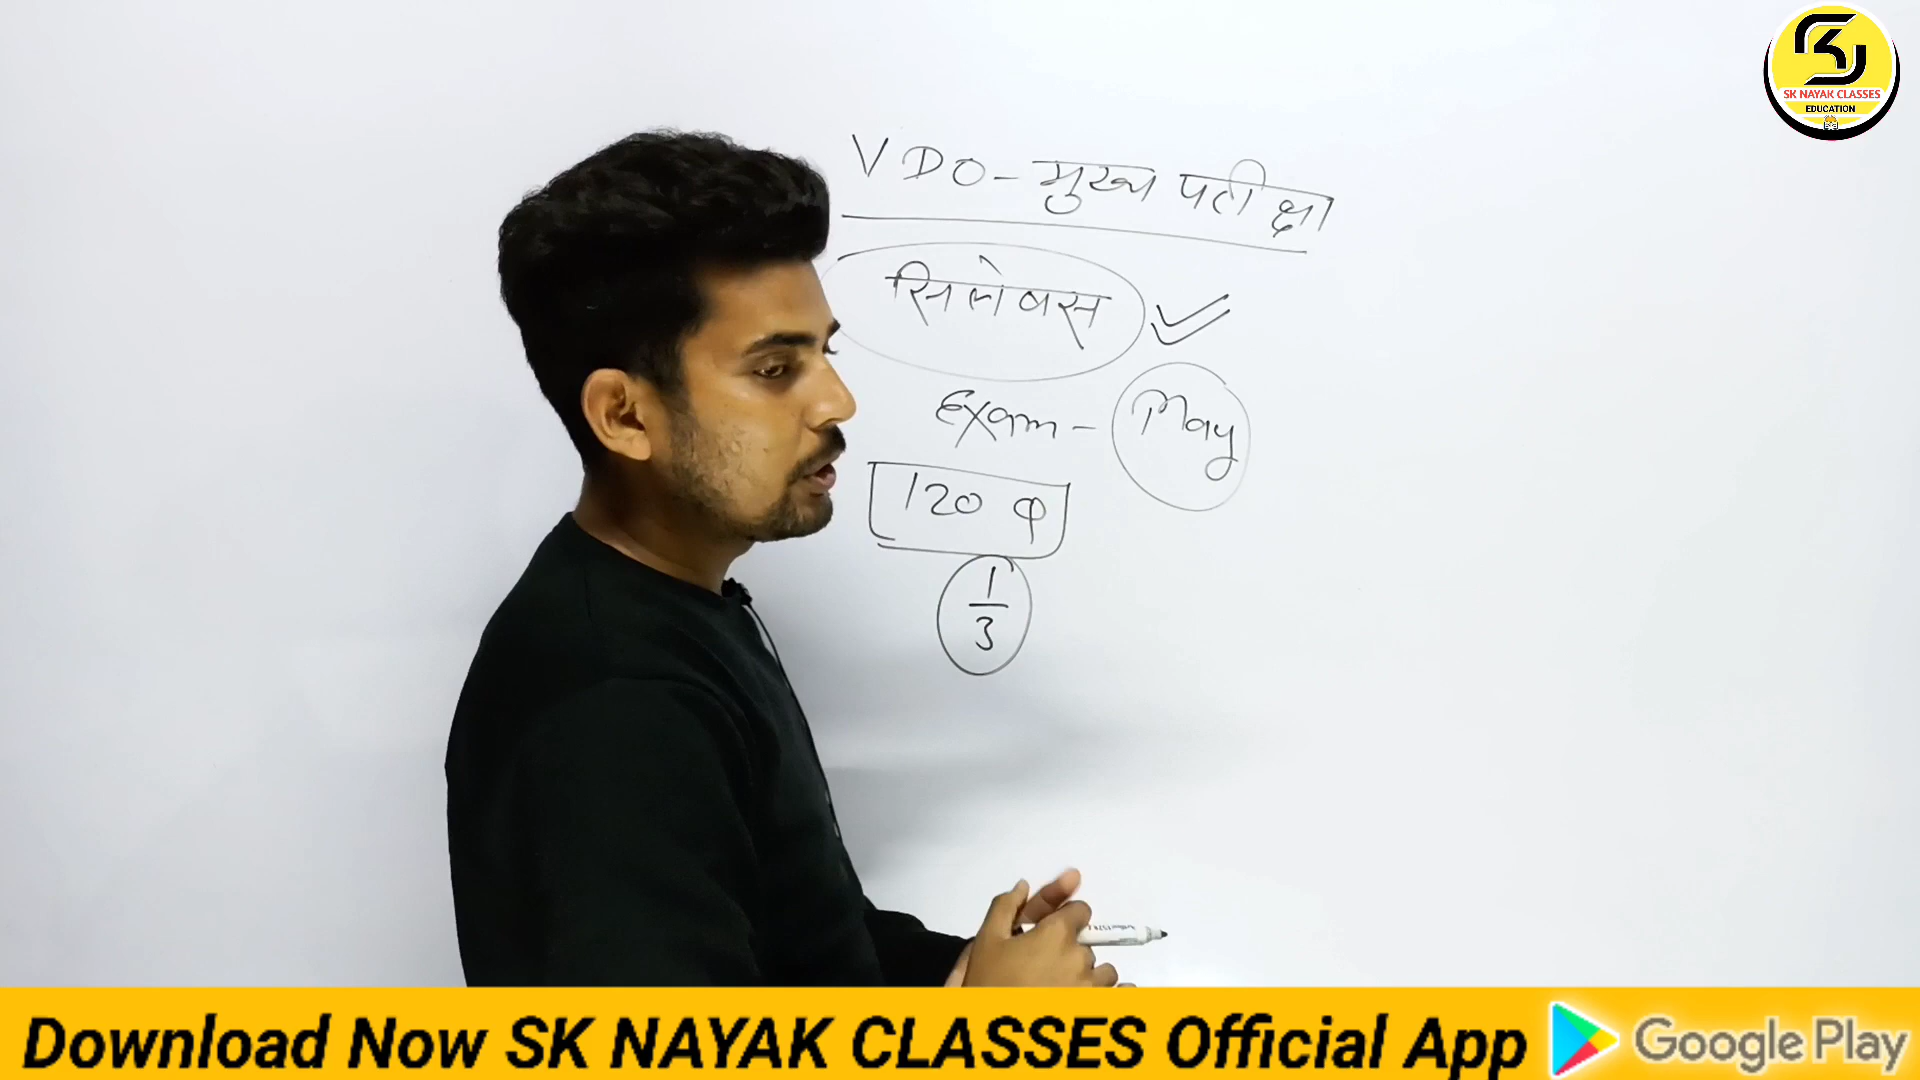 SK NAYAK CLASSES
EDUCATION
VDO - मुख्य परीक्षा
सिलेबस
Exam - May
120 Q
1
3
Download Now SK NAYAK CLASSES Official App Google Play